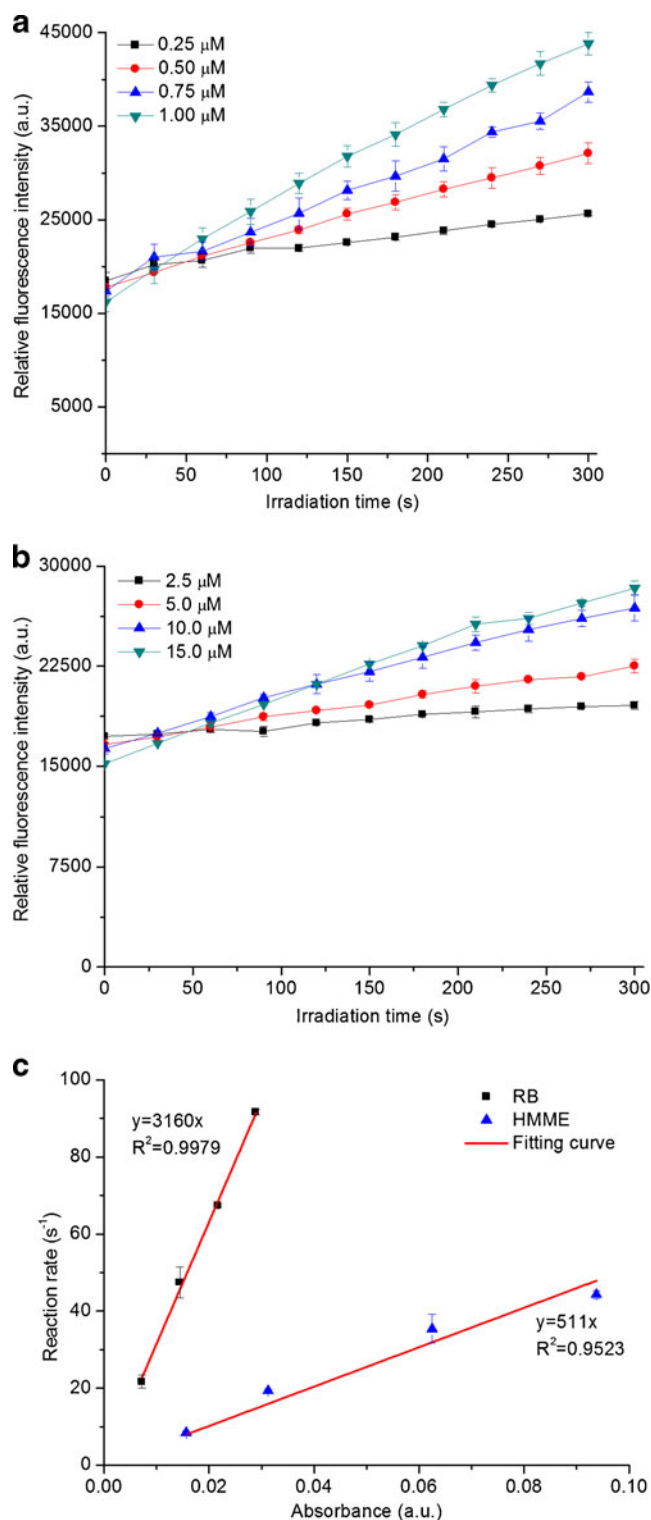 a
45000
35000
25000
15000
5000
Relative fluorescence intensity (a.u.)
0.25 μM
0.50 μM
0.75 μM
1.00 μM
0 50 100 150 200 250 300
Irradiation time (s)
b
30000
22500
15000
7500
0
Relative fluorescence intensity (a.u.)
2.5 μM
5.0 μM
10.0 μM
15.0 μM
0 50 100 150 200 250 300
Irradiation time (s)
c
100
80
60
40
20
0
Reaction rate (s⁻¹)
y=3160x
R²=0.9979
RB
HMME
Fitting curve
y=511x
R²=0.9523
0.00 0.02 0.04 0.06 0.08 0.10
Absorbance (a.u.)